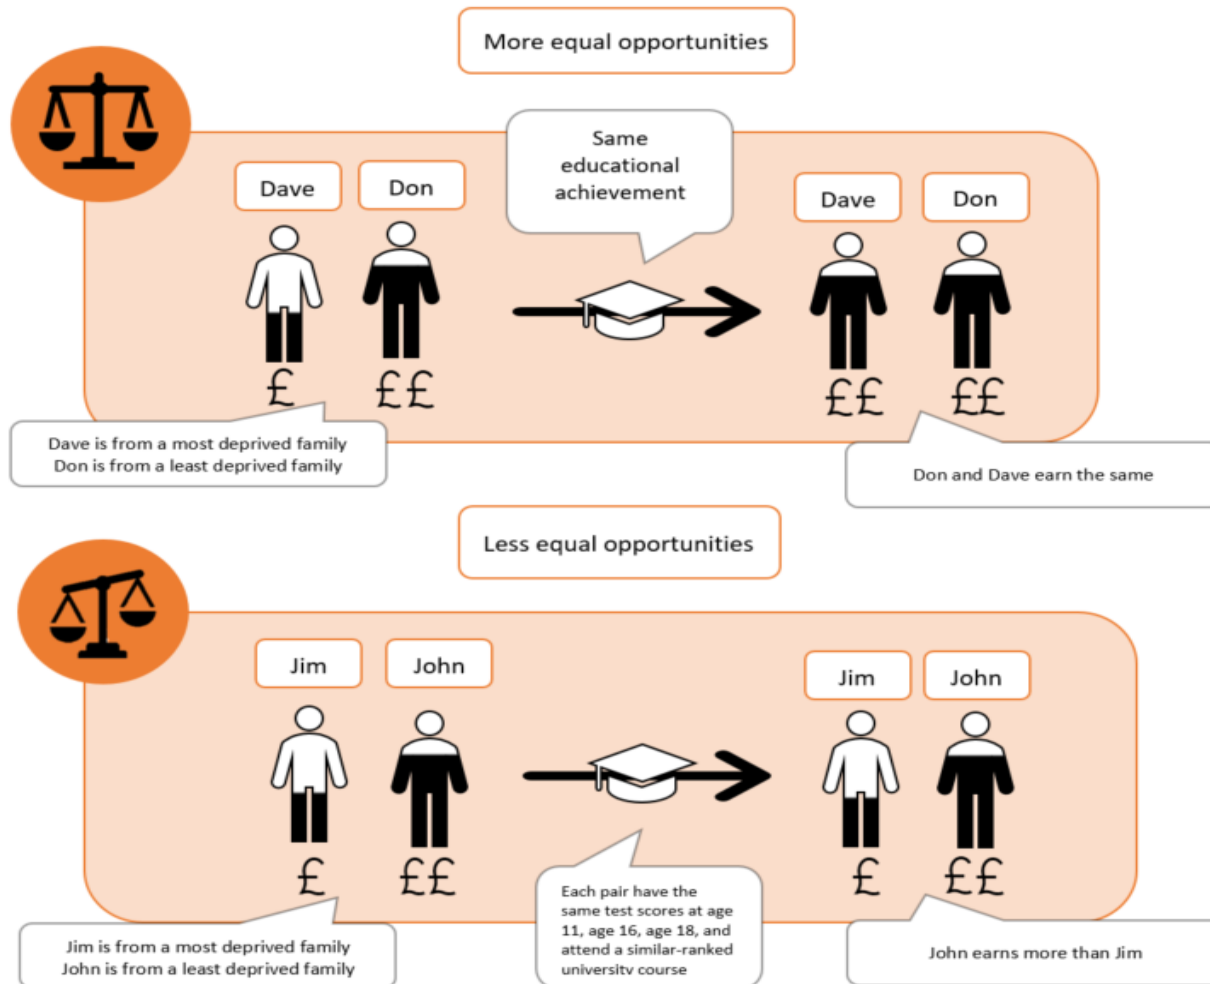 More equal opportunities
Same
educational
achievement
Dave
Don
Dave
Don
£
££
££
££
Dave is from a most deprived family
Don is from a least deprived family
Don and Dave earn the same
Less equal opportunities
Jim
John
Jim
John
£
££
£
££
Each pair have the
same test scores at age
11, age 16, age 18, and
attend a similar-ranked
university course
Jim is from a most deprived family
John is from a least deprived family
John earns more than Jim